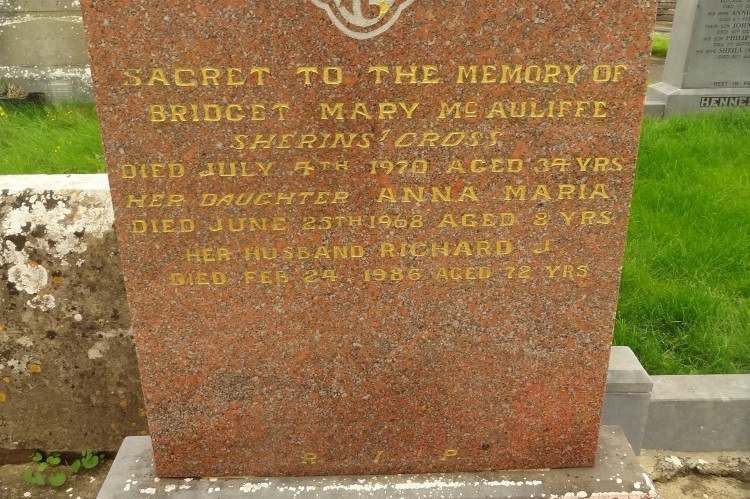 SACRET TO THE MEMORY OF
BRIDGET MARY MCAULIFFE
SHERINS' CROSS
DIED JULY 4TH 1970 AGED 34 YRS
HER DAUGHTER ANNA MARIA
DIED JUNE 25TH 1968 AGED 8 YRS
HER HUSBAND RICHARD J
DIED FEB 24 1986 AGED 72 YRS
R I P
HENNES